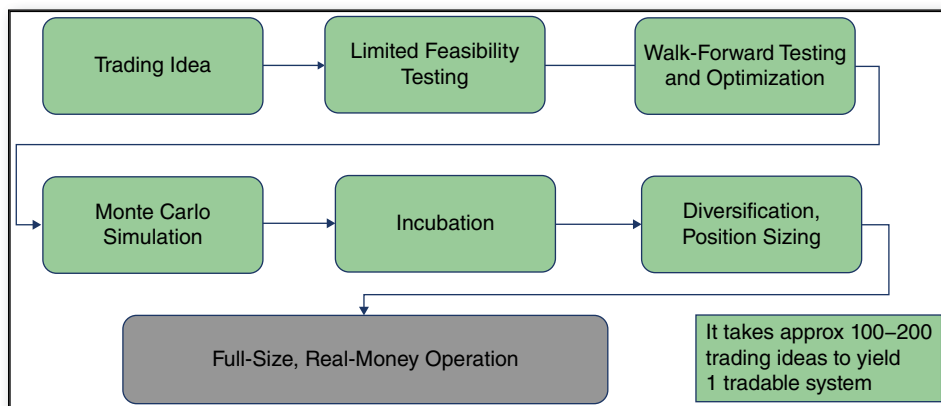 Trading Idea
Limited Feasibility
Testing
Walk-Forward Testing
and Optimization
Monte Carlo
Simulation
Incubation
Diversification,
Position Sizing
Full-Size, Real-Money Operation
It takes approx 100–200
trading ideas to yield
1 tradable system